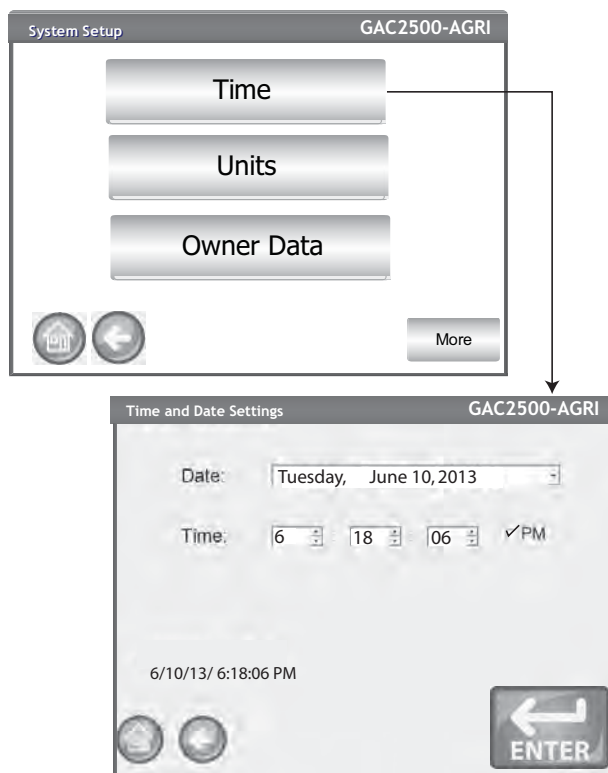 System Setup GAC2500-AGRI
Time
Units
Owner Data
More
Time and Date Settings GAC2500-AGRI
Date: Tuesday, June 10, 2013
Time: 6 : 18 : 06 ✓PM
6/10/13/ 6:18:06 PM
ENTER